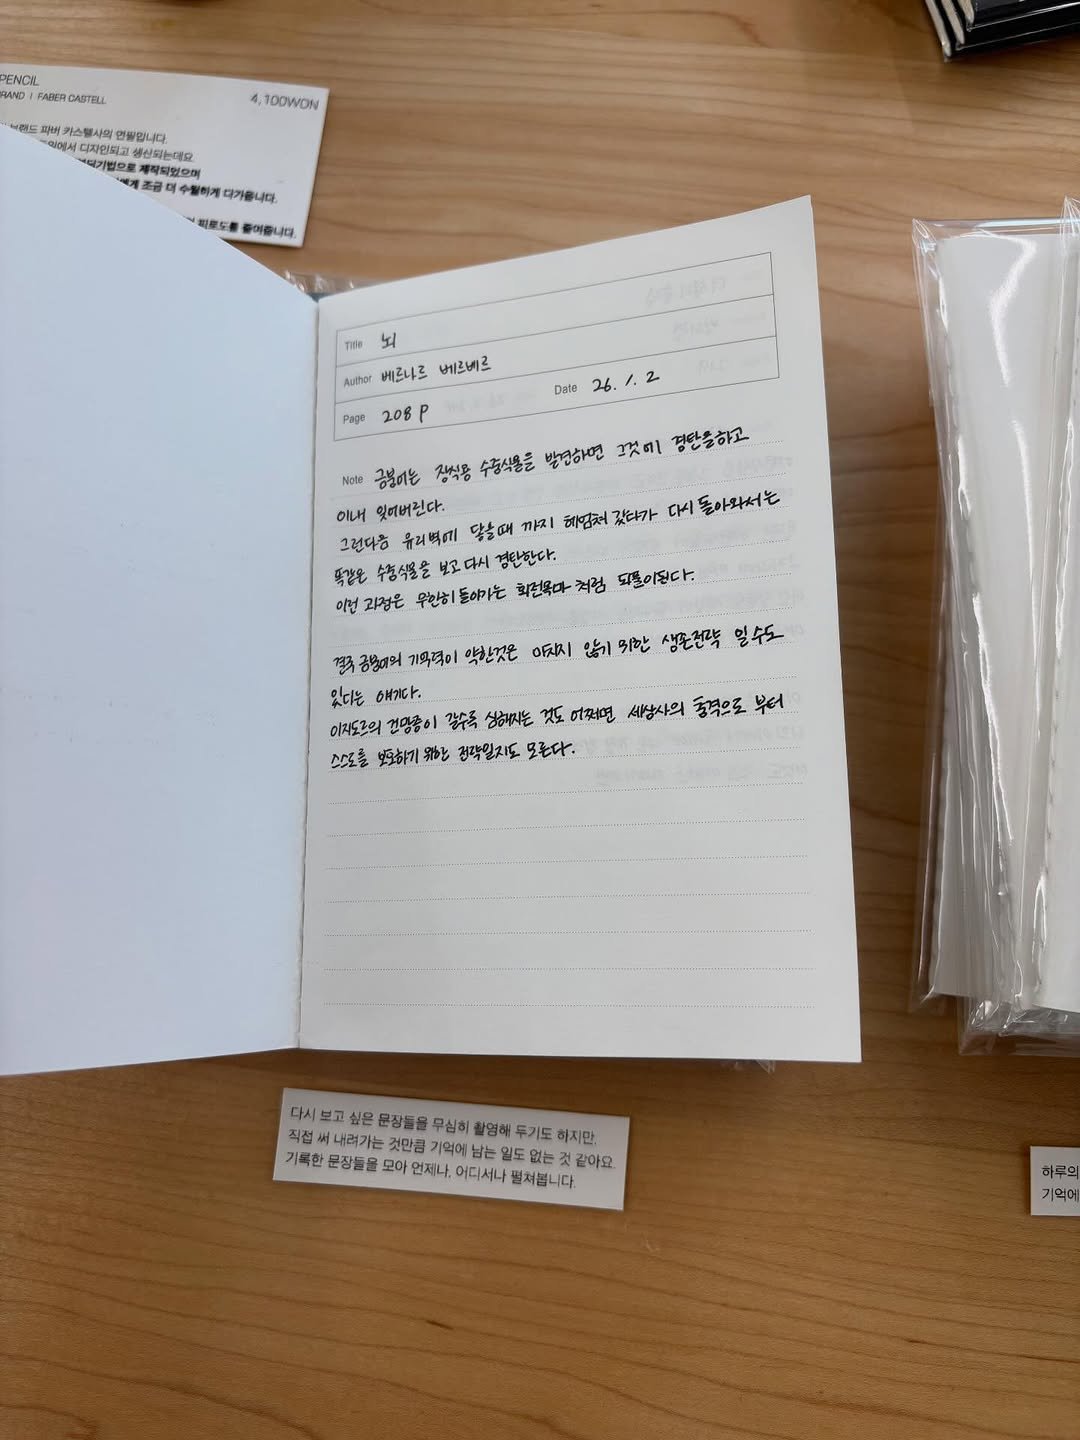 PENCIL
RAND | FABER CASTELL
4,100WON
브랜드 파버 카스텔사의 연필입니다.
에서 디자인되고 생산되는데요
기법으로 제작되었으며
에게 조금 더 수월하게 다가옵니다.
피로도를 줄여줍니다.
Title 뇌
Author 베르나르 베르베르
Page 208 p Date 26. 1. 2
Note 금붕어는 장식용 수중식물을 발견하면 그것에 경탄을하고
이내 잊어버린다.
그런다음 유리벽에 닿을때 까지 헤엄쳐 갔다가 다시 돌아와서는
똑같은 수중식물을 보고 다시 경탄한다.
이런 과정은 무한히 돌아가는 회전목마 처럼 되풀이된다.
결국 금붕어의 기억력이 약한것은 미치지 않기 위한 생존전략 일 수도
있다는 얘기다.
이지도르의 건망증이 갈수록 심해지는 것도 어쩌면 세상사의 충격으로 부터
스스로를 보호하기 위한 전략일지도 모른다.
다시 보고 싶은 문장들을 무심히 촬영해 두기도 하지만,
직접 써 내려가는 것만큼 기억에 남는 일도 없는 것 같아요.
기록한 문장들을 모아 언제나, 어디서나 펼쳐봅니다.
하루의
기억에